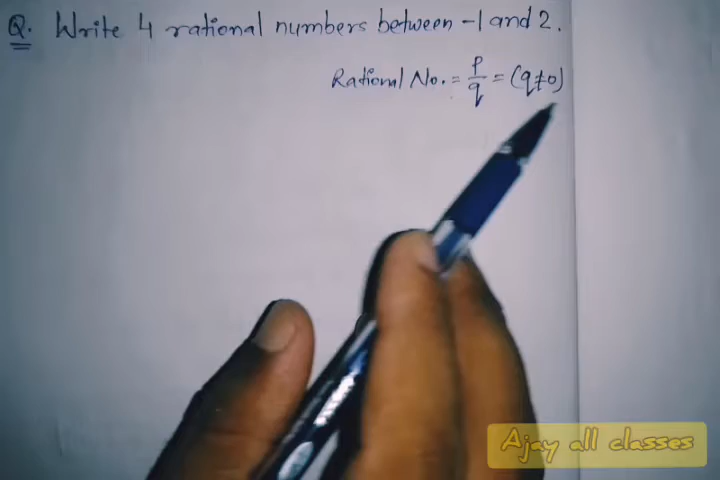 Q. Write 4 rational numbers between -1 and 2.
Rational No. = p/q = (q≠0)
Ajay all classes